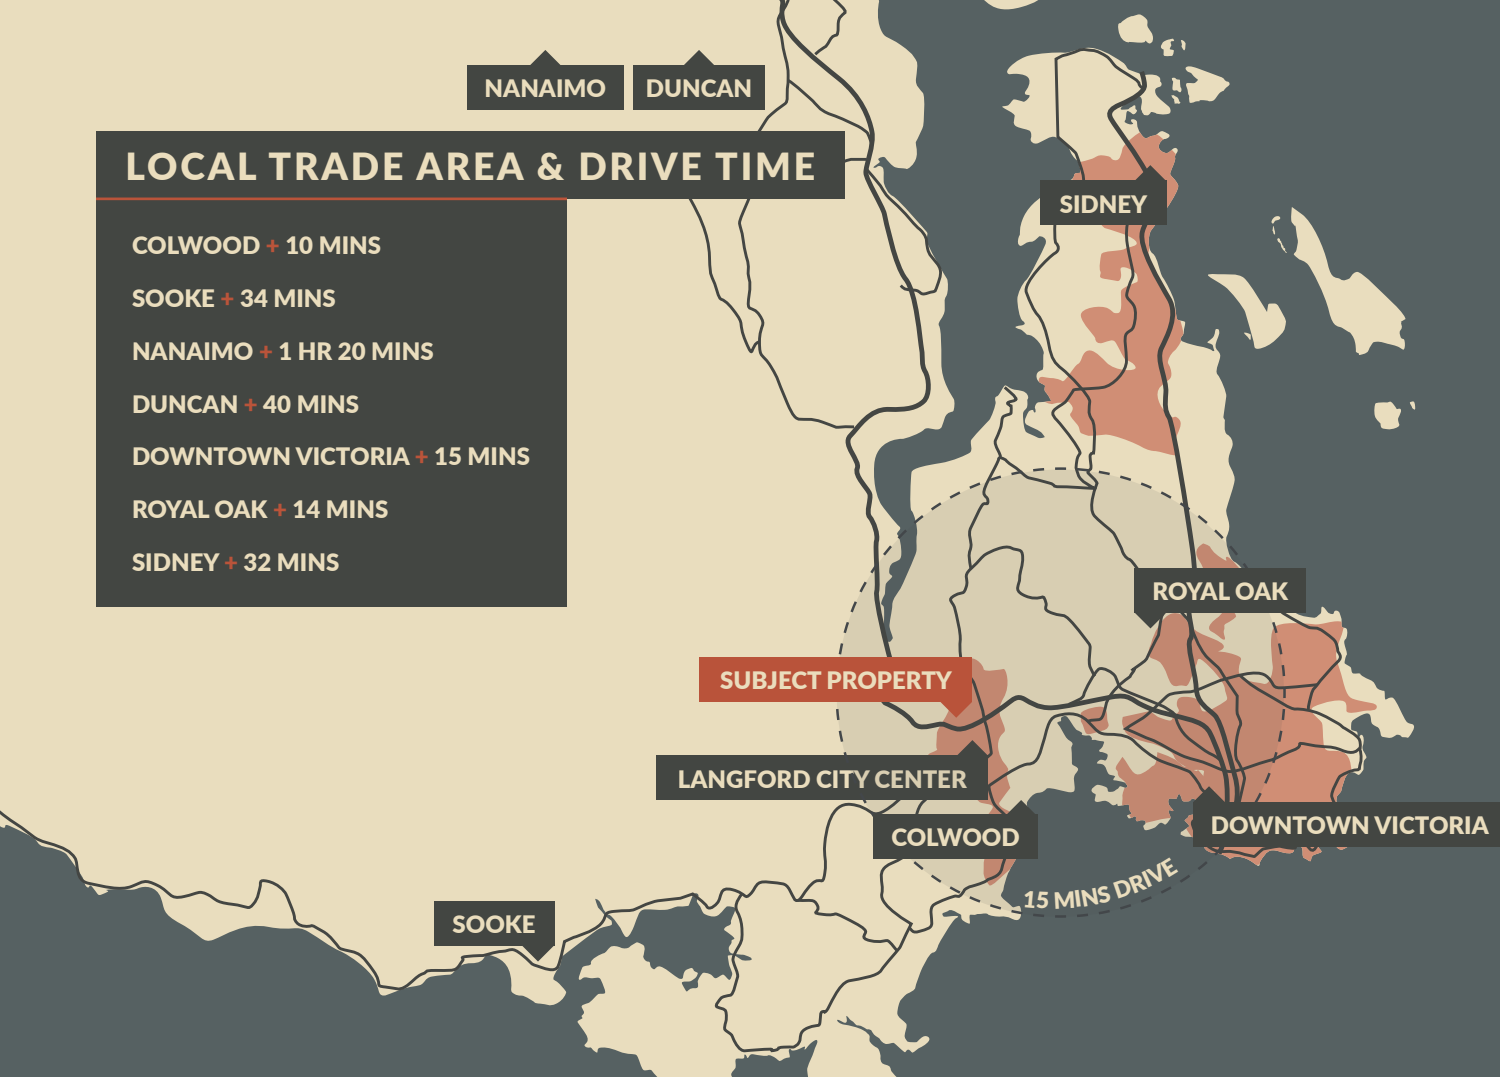 NANAIMO
DUNCAN
LOCAL TRADE AREA & DRIVE TIME
COLWOOD + 10 MINS
SOOKE + 34 MINS
NANAIMO + 1 HR 20 MINS
DUNCAN + 40 MINS
DOWNTOWN VICTORIA + 15 MINS
ROYAL OAK + 14 MINS
SIDNEY + 32 MINS
SIDNEY
ROYAL OAK
SUBJECT PROPERTY
LANGFORD CITY CENTER
COLWOOD
DOWNTOWN VICTORIA
15 MINS DRIVE
SOOKE